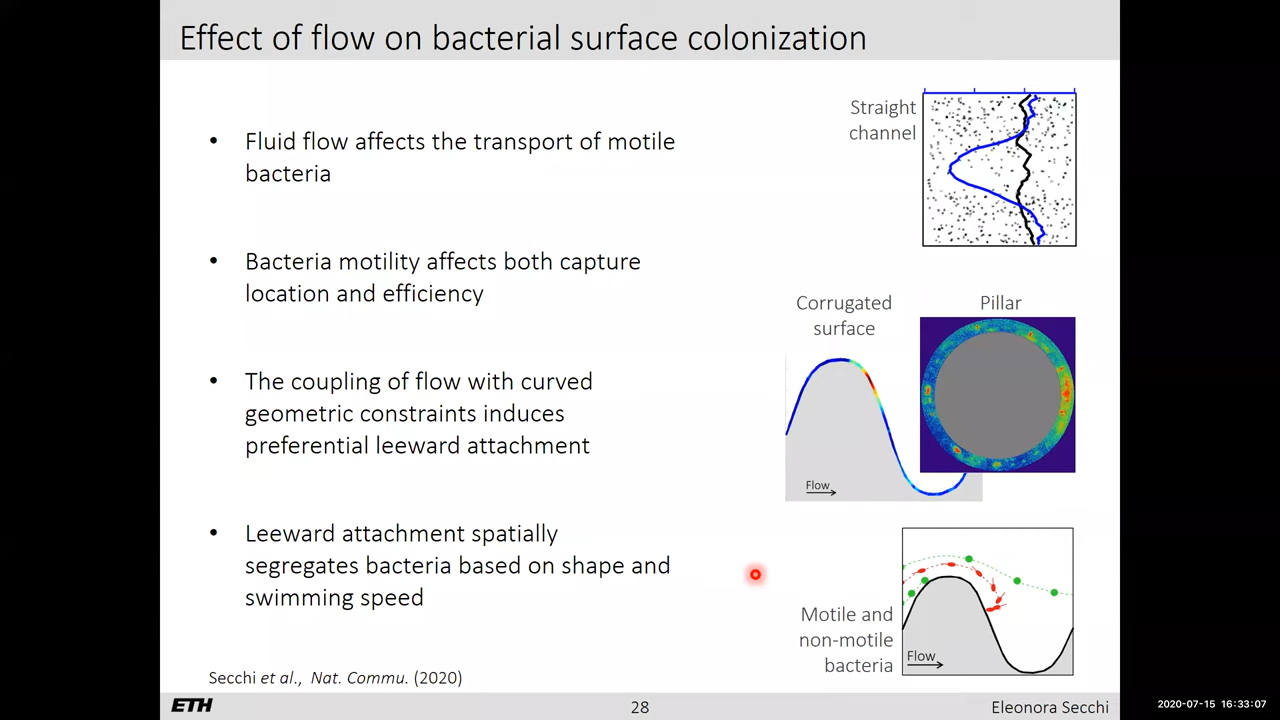 Effect of flow on bacterial surface colonization
• Fluid flow affects the transport of motile
bacteria
• Bacteria motility affects both capture
location and efficiency
• The coupling of flow with curved
geometric constraints induces
preferential leeward attachment
• Leeward attachment spatially
segregates bacteria based on shape and
swimming speed
Straight
channel
Corrugated
surface
Pillar
Flow
Motile and
non-motile
bacteria
Flow
Secchi et al., Nat. Commu. (2020)
ETH
28
Eleonora Secchi
2020-07-15 16:33:07